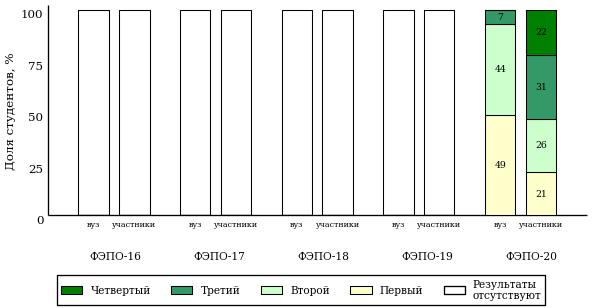 100
75
50
25
0
Доля студентов, %
7
44
49
22
31
26
21
вуз участники вуз участники вуз участники вуз участники вуз участники
ФЭПО-16 ФЭПО-17 ФЭПО-18 ФЭПО-19 ФЭПО-20
Четвертый Третий Второй Первый Результаты
отсутствуют